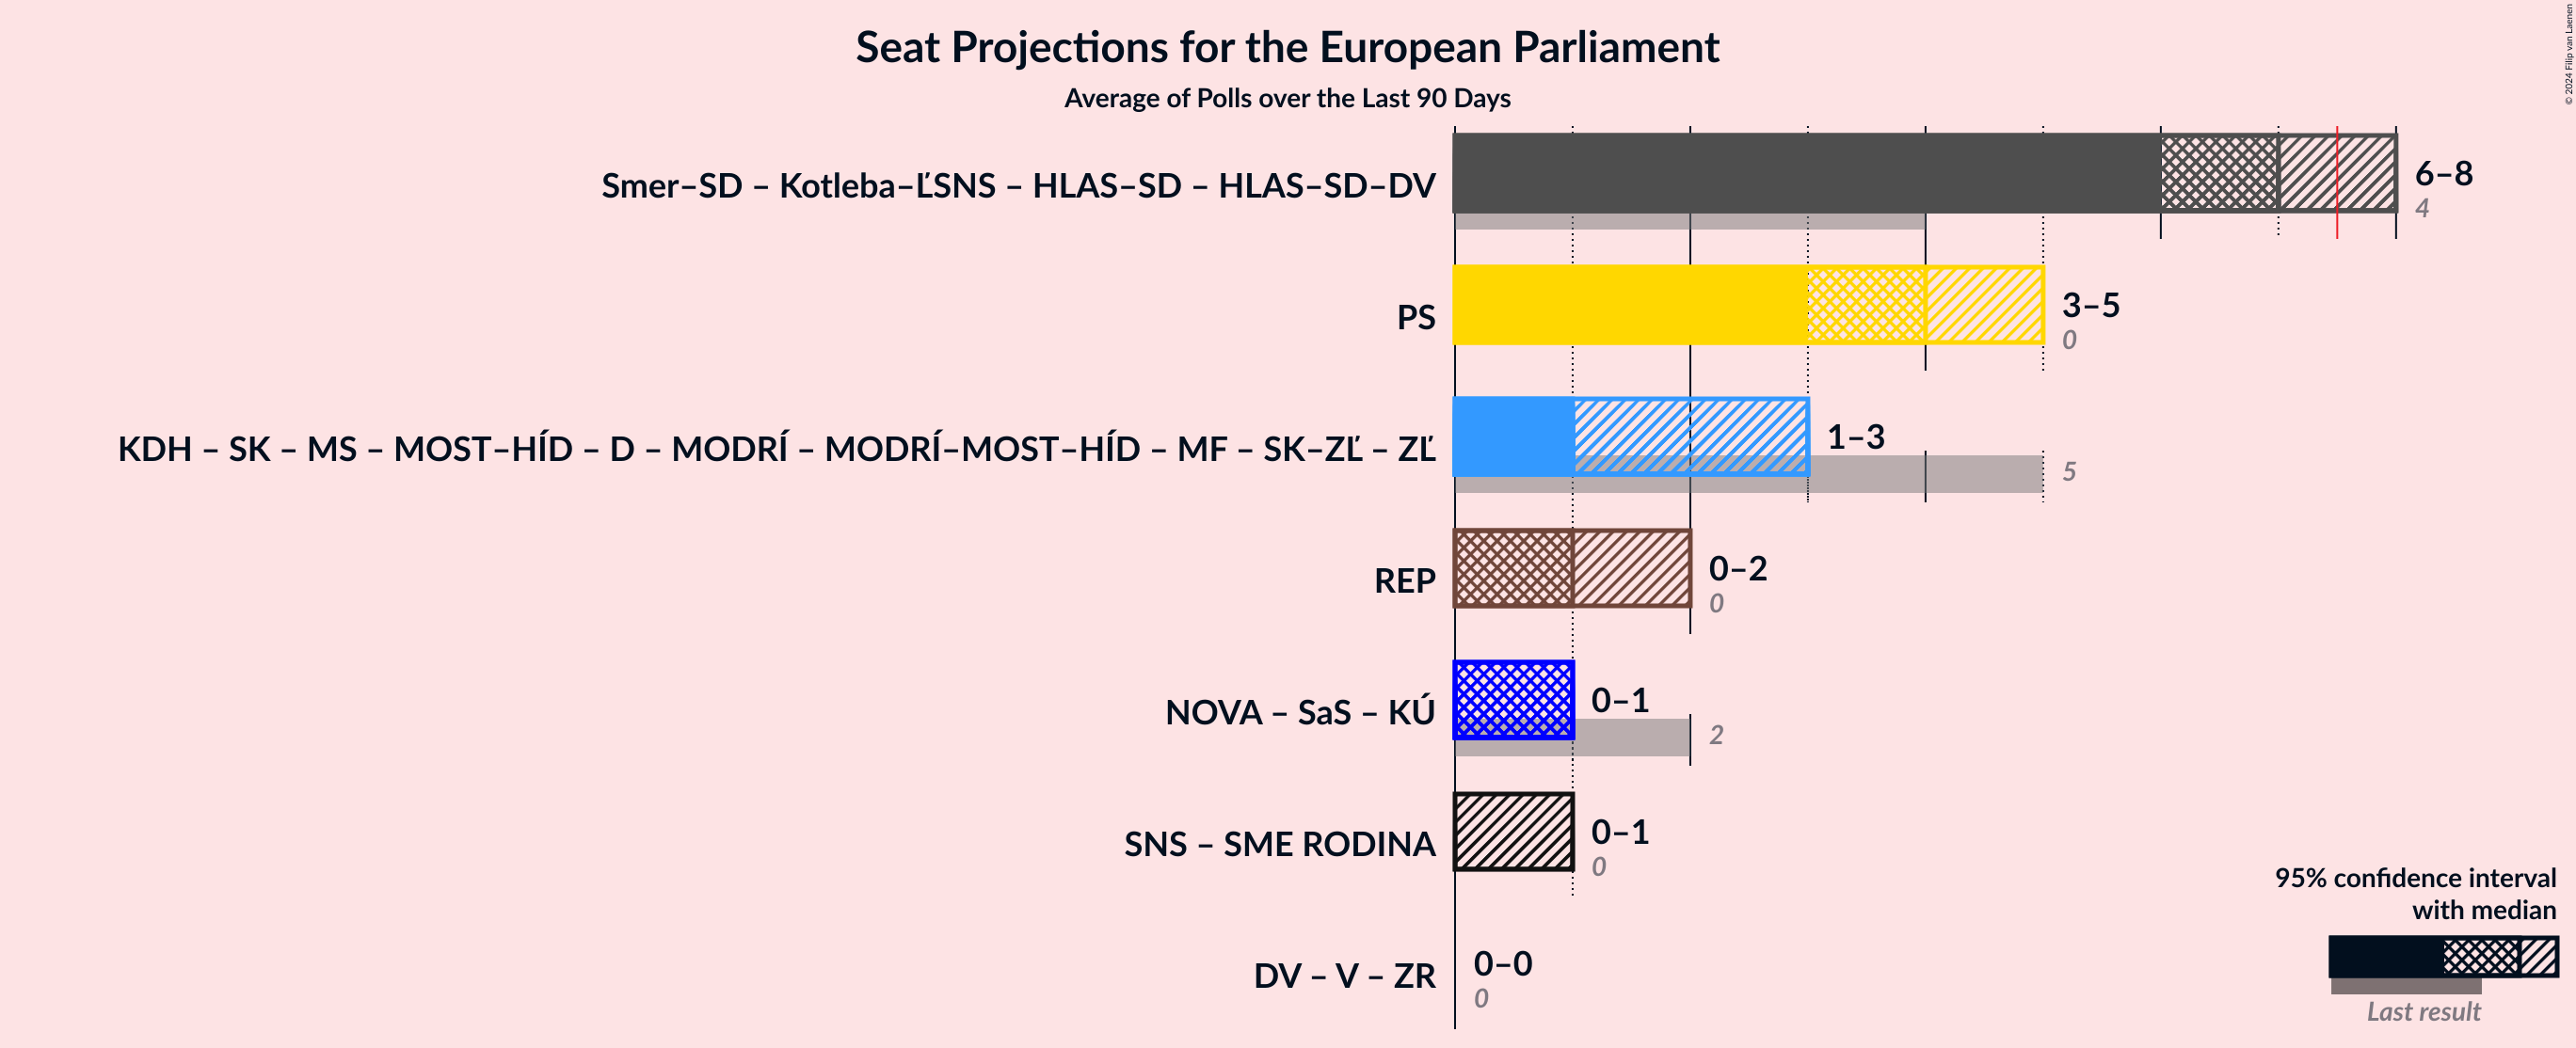 Seat Projections for the European Parliament
Average of Polls over the Last 90 Days
© 2024 Filip van Laenen
Smer–SD – Kotleba–ĽSNS – HLAS–SD – HLAS–SD–DV
6–8
4
PS
3–5
0
KDH – SK – MS – MOST–HÍD – D – MODRÍ – MODRÍ–MOST–HÍD – MF – SK–ZĽ – ZĽ
1–3
5
REP
0–2
0
NOVA – SaS – KÚ
0–1
2
SNS – SME RODINA
0–1
0
DV – V – ZR
0–0
0
95% confidence interval
with median
Last result